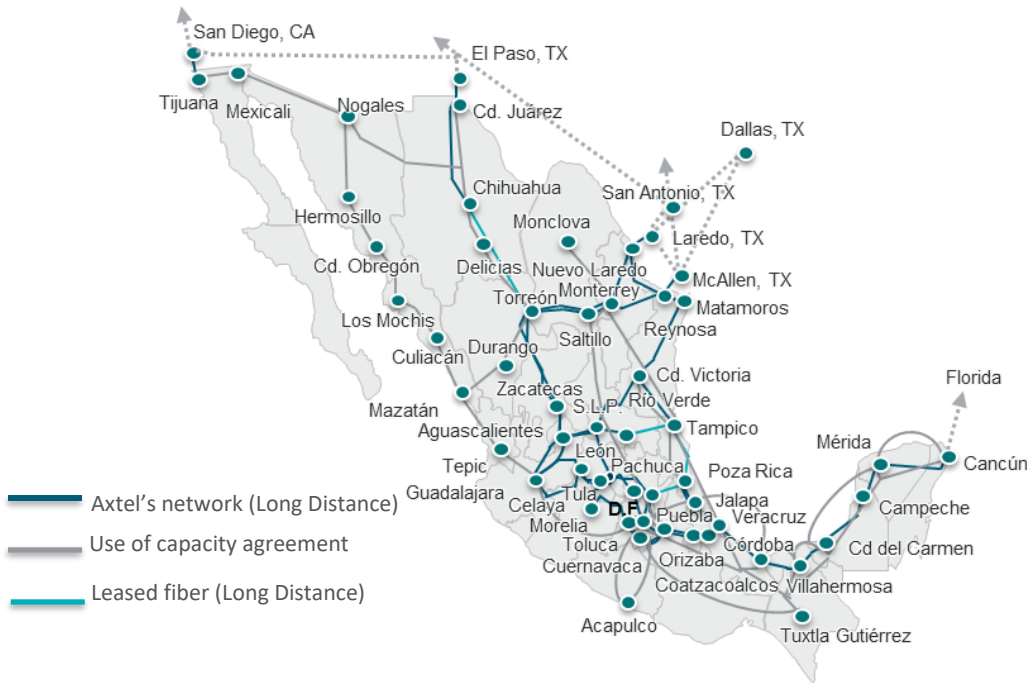 San Diego, CA
El Paso, TX
Tijuana
Mexicali
Nogales
Cd. Juárez
Dallas, TX
Chihuahua
San Antonio, TX
Hermosillo
Monclova
Laredo, TX
Cd. Obregón
Delicias
Nuevo Laredo
McAllen, TX
Torreón
Monterrey
Matamoros
Los Mochis
Saltillo
Reynosa
Culiacán
Durango
Zacatecas
Cd. Victoria
Florida
Mazatán
S.L.P.
Río Verde
Aguascalientes
Tampico
Mérida
Tepic
León
Pachuca
Poza Rica
Cancún
Guadalajara
Celaya
Tula
Jalapa
Campeche
Morelia
D.F.
Puebla
Veracruz
Toluca
Córdoba
Cd del Carmen
Cuernavaca
Orizaba
Coatzacoalcos
Villahermosa
Acapulco
Tuxtla Gutiérrez
Axtel’s network (Long Distance)
Use of capacity agreement
Leased fiber (Long Distance)